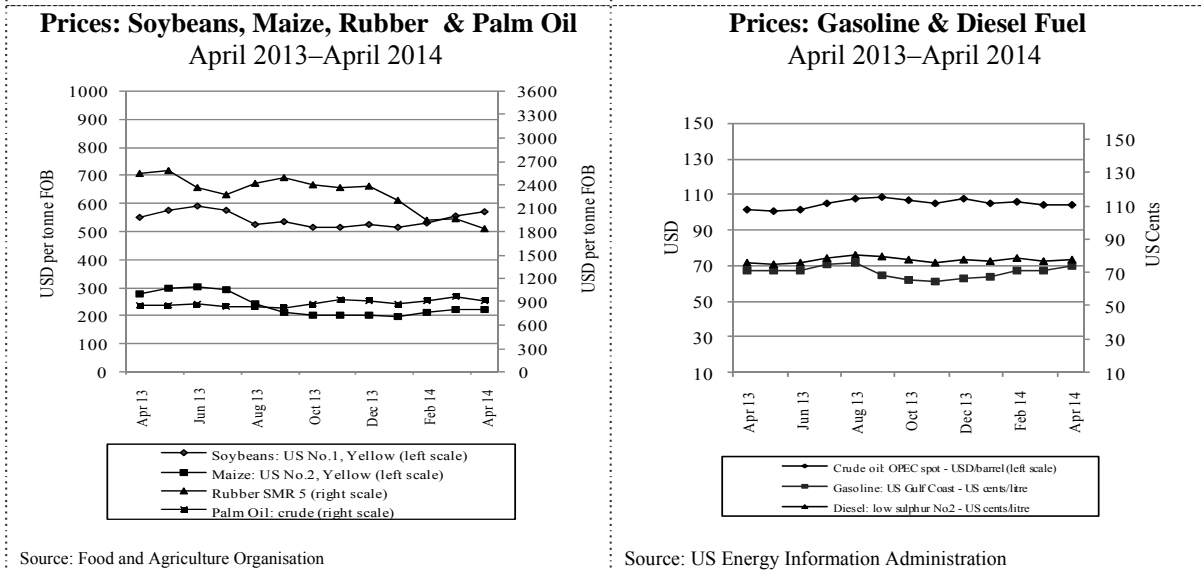 Prices: Soybeans, Maize, Rubber & Palm Oil
April 2013–April 2014
1000
900
800
700
600
500
400
300
200
100
0
USD per tonne FOB
3600
3300
3000
2700
2400
2100
1800
1500
1200
900
600
300
0
USD per tonne FOB
Apr 13
Jun 13
Aug 13
Oct 13
Dec 13
Feb 14
Apr 14
Soybeans: US No.1, Yellow (left scale)
Maize: US No.2, Yellow (left scale)
Rubber SMR 5 (right scale)
Palm Oil: crude (right scale)
Source: Food and Agriculture Organisation
Prices: Gasoline & Diesel Fuel
April 2013–April 2014
150
130
110
90
70
50
30
10
USD
150
130
110
90
70
50
30
10
US Cents
Apr 13
Jun 13
Aug 13
Oct 13
Dec 13
Feb 14
Apr 14
Crude oil: OPEC spot - USD/barrel (left scale)
Gasoline: US Gulf Coast - US cents/litre
Diesel: low sulphur No2 - US cents/litre
Source: US Energy Information Administration